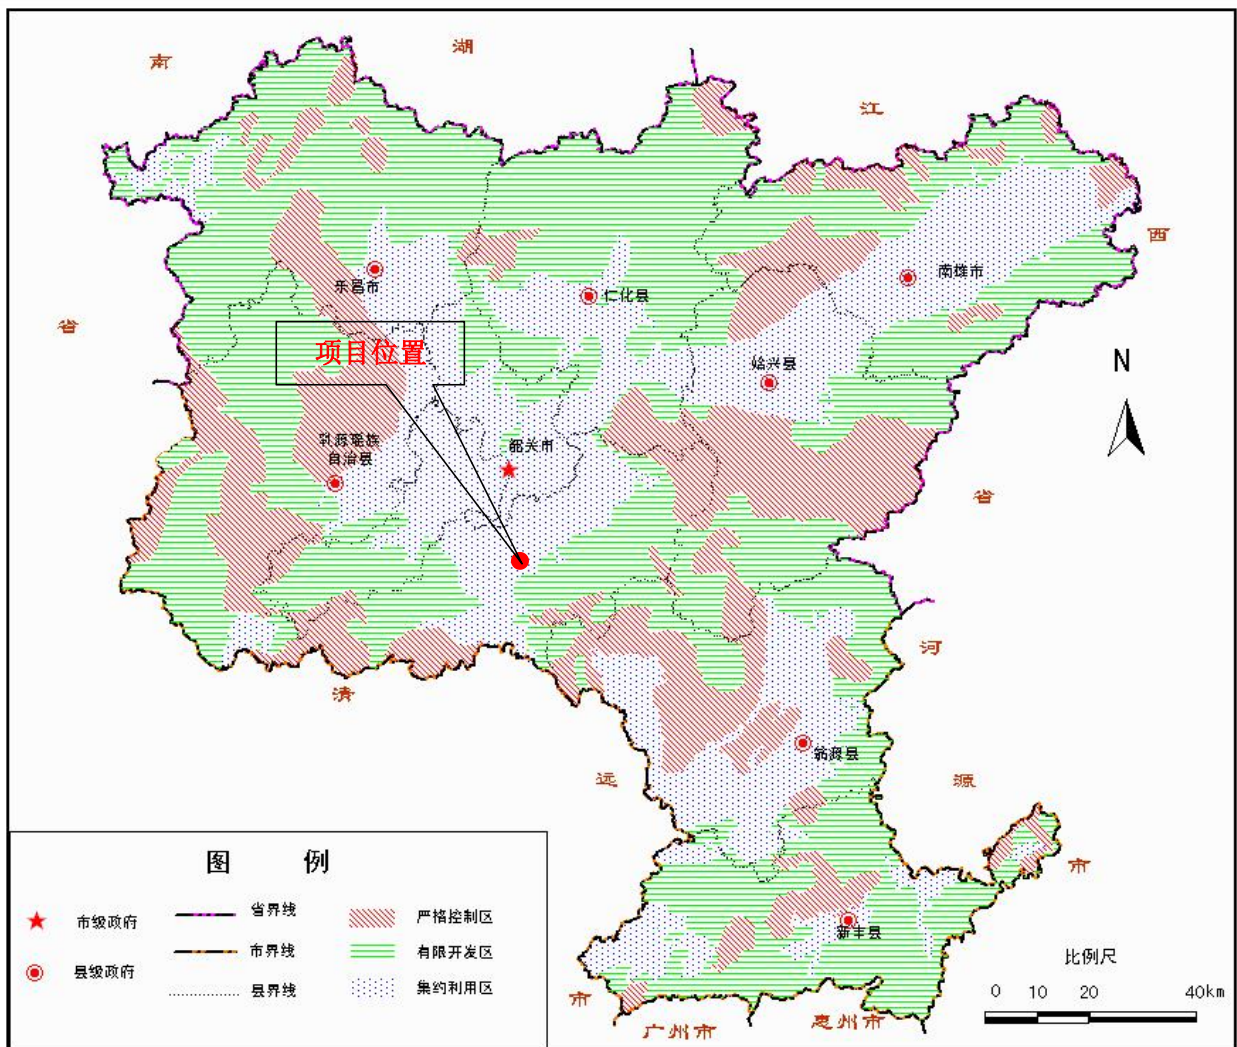 湖
南
江
西
省
乐昌市
仁化县
南雄市
项目位置
始兴县
N
韶关市
乳源瑶族
自治县
省
河
清
远
翁源县
源
市
新丰县
市
广州市
惠州市
图 例
市级政府
县级政府
省界线
市界线
县界线
严格控制区
有限开发区
集约利用区
比例尺
0 10 20 40km